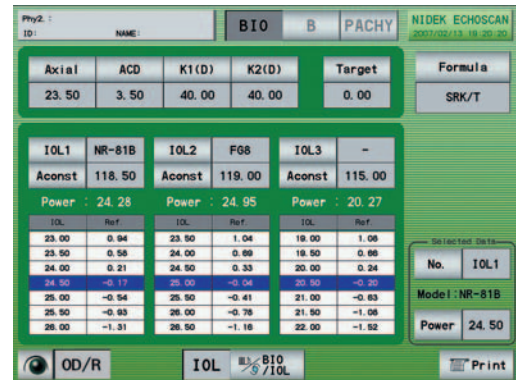 Phy2. :
ID: NAME:
BIO B PACHY
NIDEK ECHOSCAN
2007/02/13 18:20:20
Axial ACD K1(D) K2(D) Target
23.50 3.50 40.00 40.00 0.00
Formula
SRK/T
IOL1 NR-81B IOL2 FG8 IOL3 -
Aconst 118.50 Aconst 119.00 Aconst 115.00
Power : 24.28 Power : 24.95 Power : 20.27
IOL Ref. IOL Ref. IOL Ref.
23.00 0.94 23.50 1.04 19.00 1.06
23.50 0.58 24.00 0.69 19.50 0.66
24.00 0.21 24.50 0.33 20.00 0.24
24.50 -0.17 25.00 -0.04 20.50 -0.20
25.00 -0.54 25.50 -0.41 21.00 -0.63
25.50 -0.93 26.00 -0.78 21.50 -1.08
26.00 -1.31 26.50 -1.16 22.00 -1.52
Selected Data
No. IOL1
Model:NR-81B
Power 24.50
OD/R IOL BIO/IOL Print